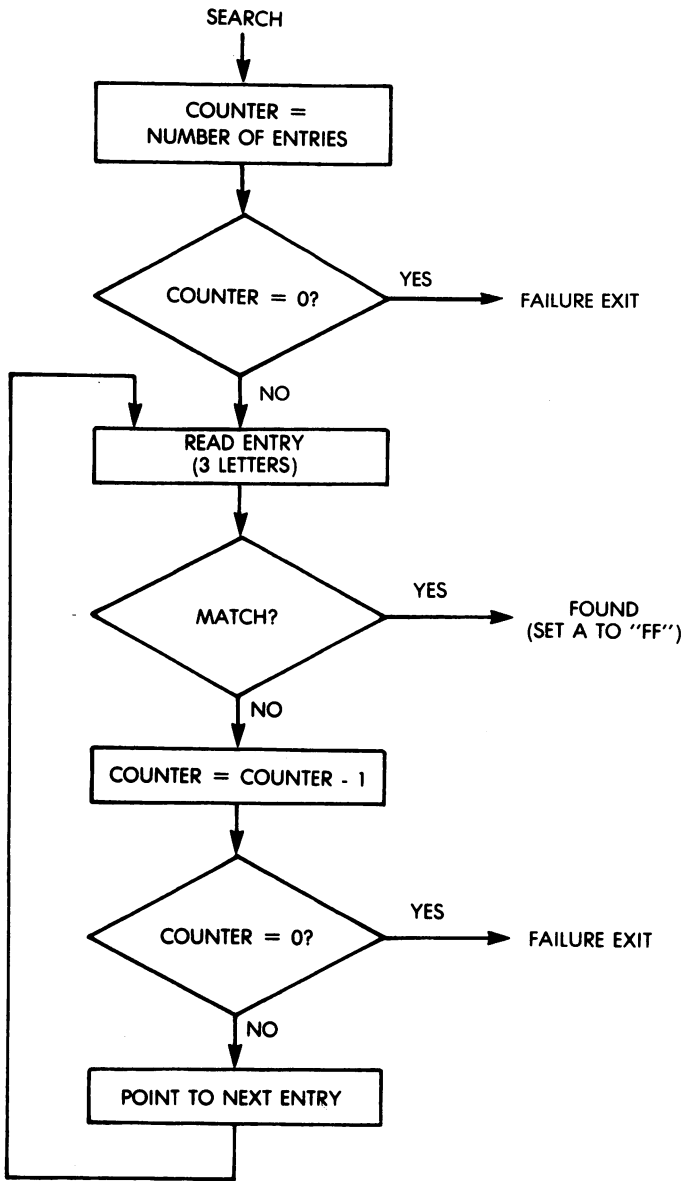 SEARCH
COUNTER =
NUMBER OF ENTRIES
COUNTER = 0?
YES
FAILURE EXIT
NO
READ ENTRY
(3 LETTERS)
MATCH?
YES
FOUND
(SET A TO "FF")
NO
COUNTER = COUNTER - 1
COUNTER = 0?
YES
FAILURE EXIT
NO
POINT TO NEXT ENTRY